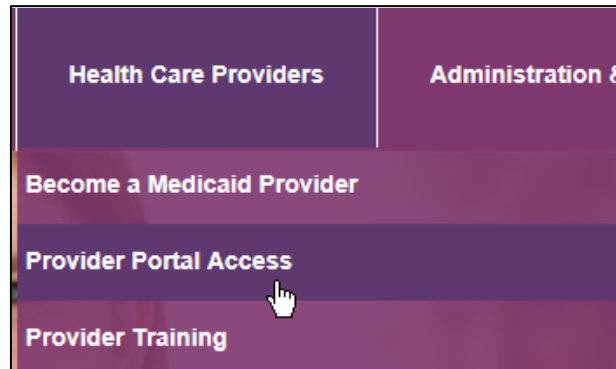 Health Care Providers
Administration &
Become a Medicaid Provider
Provider Portal Access
Provider Training